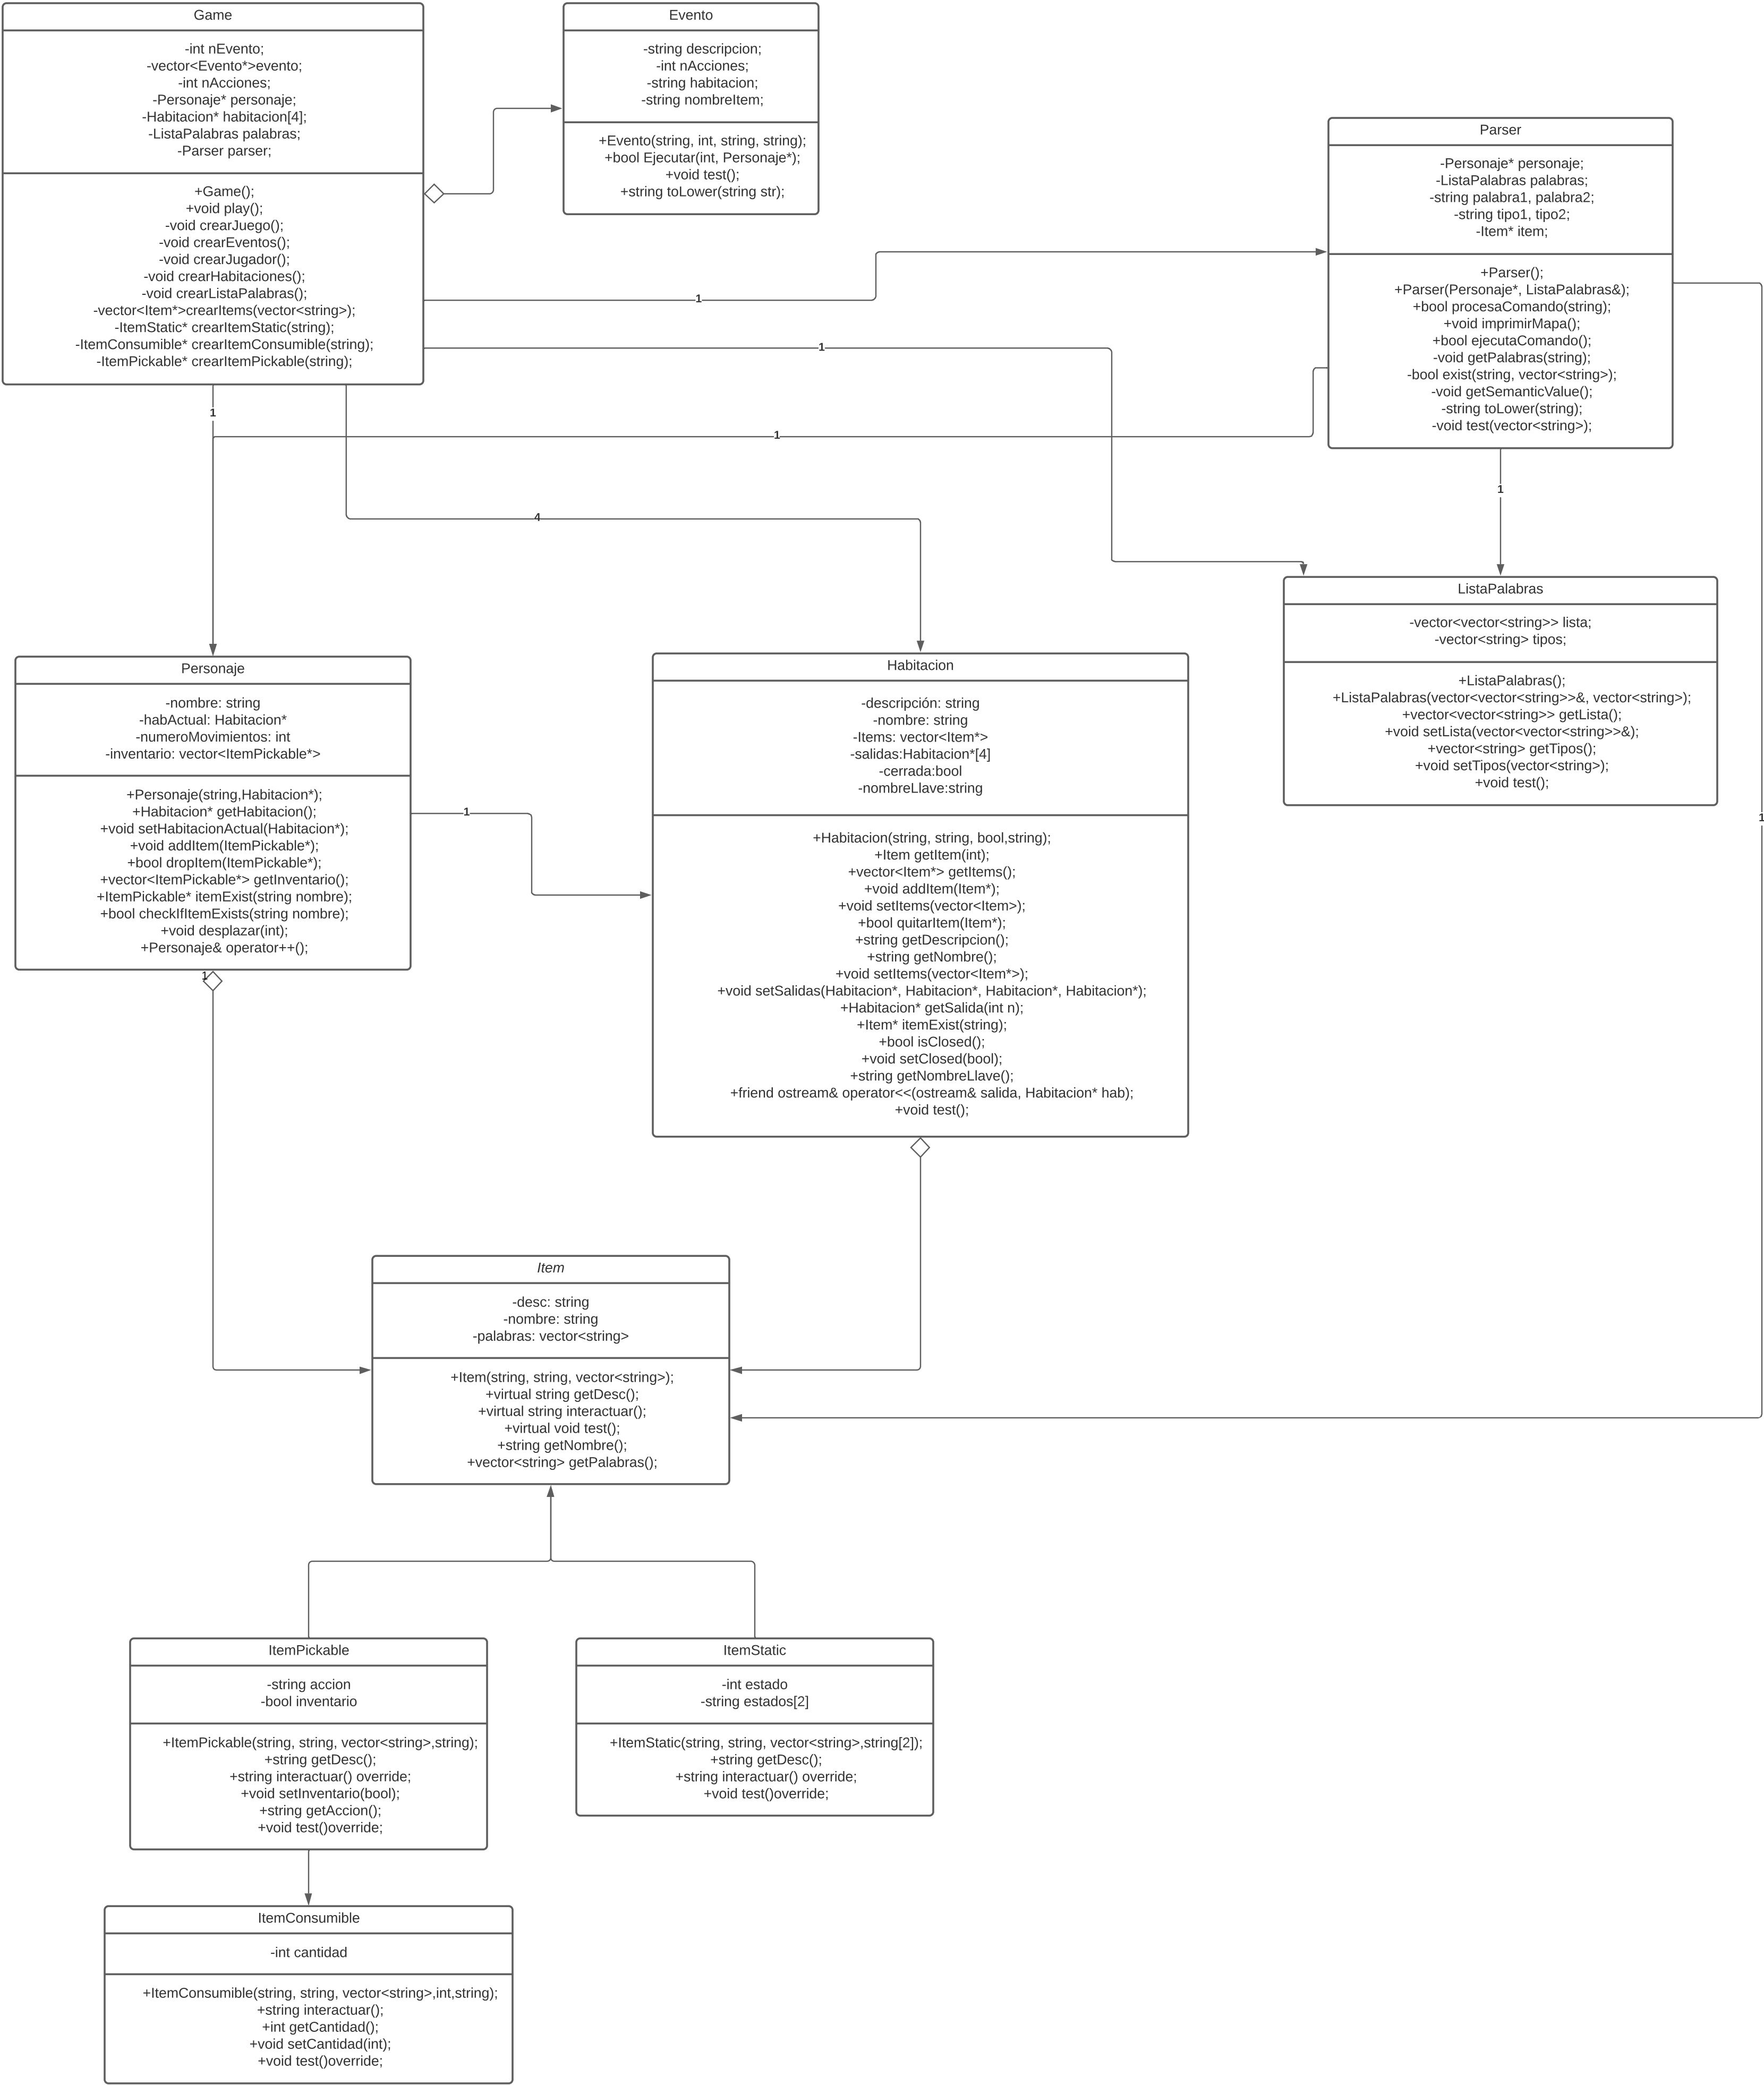 Game
-int nEvento;
-vector<Evento*>evento;
-int nAcciones;
-Personaje* personaje;
-Habitacion* habitacion[4];
-ListaPalabras palabras;
-Parser parser;
+Game();
+void play();
-void crearJuego();
-void crearEventos();
-void crearJugador();
-void crearHabitaciones();
-void crearListaPalabras();
-vector<Item*>crearItems(vector<string>);
-ItemStatic* crearItemStatic(string);
-ItemConsumible* crearItemConsumible(string);
-ItemPickable* crearItemPickable(string);
Evento
-string descripcion;
-int nAcciones;
-string habitacion;
-string nombreItem;
+Evento(string, int, string, string);
+bool Ejecutar(int, Personaje*);
+void test();
+string toLower(string str);
Parser
-Personaje* personaje;
-ListaPalabras palabras;
-string palabra1, palabra2;
-string tipo1, tipo2;
-Item* item;
+Parser();
+Parser(Personaje*, ListaPalabras&);
+bool procesaComando(string);
+void imprimirMapa();
+bool ejecutaComando();
-void getPalabras(string);
-bool exist(string, vector<string>);
-void getSemanticValue();
-string toLower(string);
-void test(vector<string>);
1
1
1
1
4
1
ListaPalabras
-vector<vector<string>> lista;
-vector<string> tipos;
+ListaPalabras();
+ListaPalabras(vector<vector<string>>&, vector<string>);
+vector<vector<string>> getLista();
+void setLista(vector<vector<string>>&);
+vector<string> getTipos();
+void setTipos(vector<string>);
+void test();
Personaje
-nombre: string
-habActual: Habitacion*
-numeroMovimientos: int
-inventario: vector<ItemPickable*>
+Personaje(string,Habitacion*);
+Habitacion* getHabitacion();
+void setHabitacionActual(Habitacion*);
+void addItem(ItemPickable*);
+bool dropItem(ItemPickable*);
+vector<ItemPickable*> getInventario();
+ItemPickable* itemExist(string nombre);
+bool checkIfItemExists(string nombre);
+void desplazar(int);
+Personaje& operator++();
1
1
1
Habitacion
-descripción: string
-nombre: string
-Items: vector<Item*>
-salidas:Habitacion*[4]
-cerrada:bool
-nombreLlave:string
+Habitacion(string, string, bool,string);
+Item getItem(int);
+vector<Item*> getItems();
+void addItem(Item*);
+void setItems(vector<Item>);
+bool quitarItem(Item*);
+string getDescripcion();
+string getNombre();
+void setItems(vector<Item*>);
+void setSalidas(Habitacion*, Habitacion*, Habitacion*, Habitacion*);
+Habitacion* getSalida(int n);
+Item* itemExist(string);
+bool isClosed();
+void setClosed(bool);
+string getNombreLlave();
+friend ostream& operator<<(ostream& salida, Habitacion* hab);
+void test();
Item
-desc: string
-nombre: string
-palabras: vector<string>
+Item(string, string, vector<string>);
+virtual string getDesc();
+virtual string interactuar();
+virtual void test();
+string getNombre();
+vector<string> getPalabras();
ItemPickable
-string accion
-bool inventario
+ItemPickable(string, string, vector<string>,string);
+string getDesc();
+string interactuar() override;
+void setInventario(bool);
+string getAccion();
+void test()override;
ItemStatic
-int estado
-string estados[2]
+ItemStatic(string, string, vector<string>,string[2]);
+string getDesc();
+string interactuar() override;
+void test()override;
ItemConsumible
-int cantidad
+ItemConsumible(string, string, vector<string>,int,string);
+string interactuar();
+int getCantidad();
+void setCantidad(int);
+void test()override;